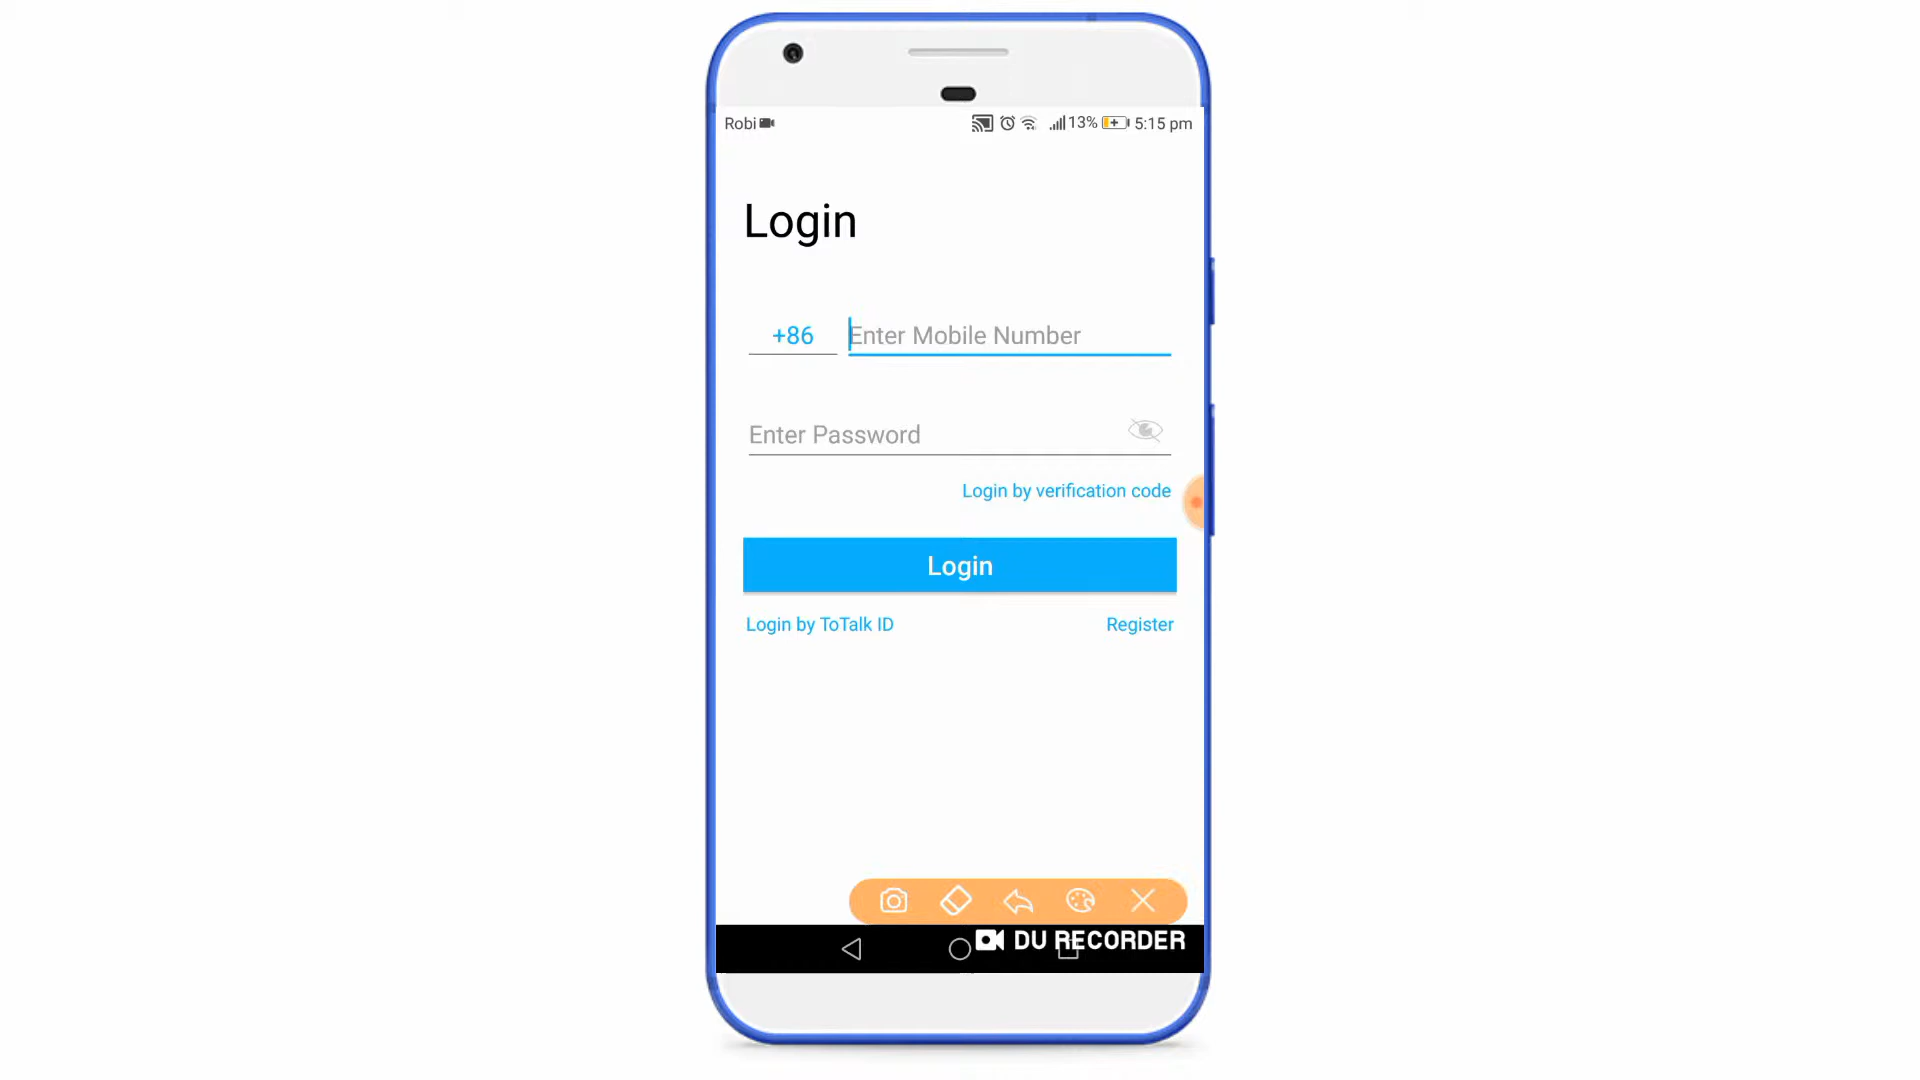 Robi 13% 5:15 pm
Login
+86 Enter Mobile Number
Enter Password
Login by verification code
Login
Login by ToTalk ID Register
DU RECORDER